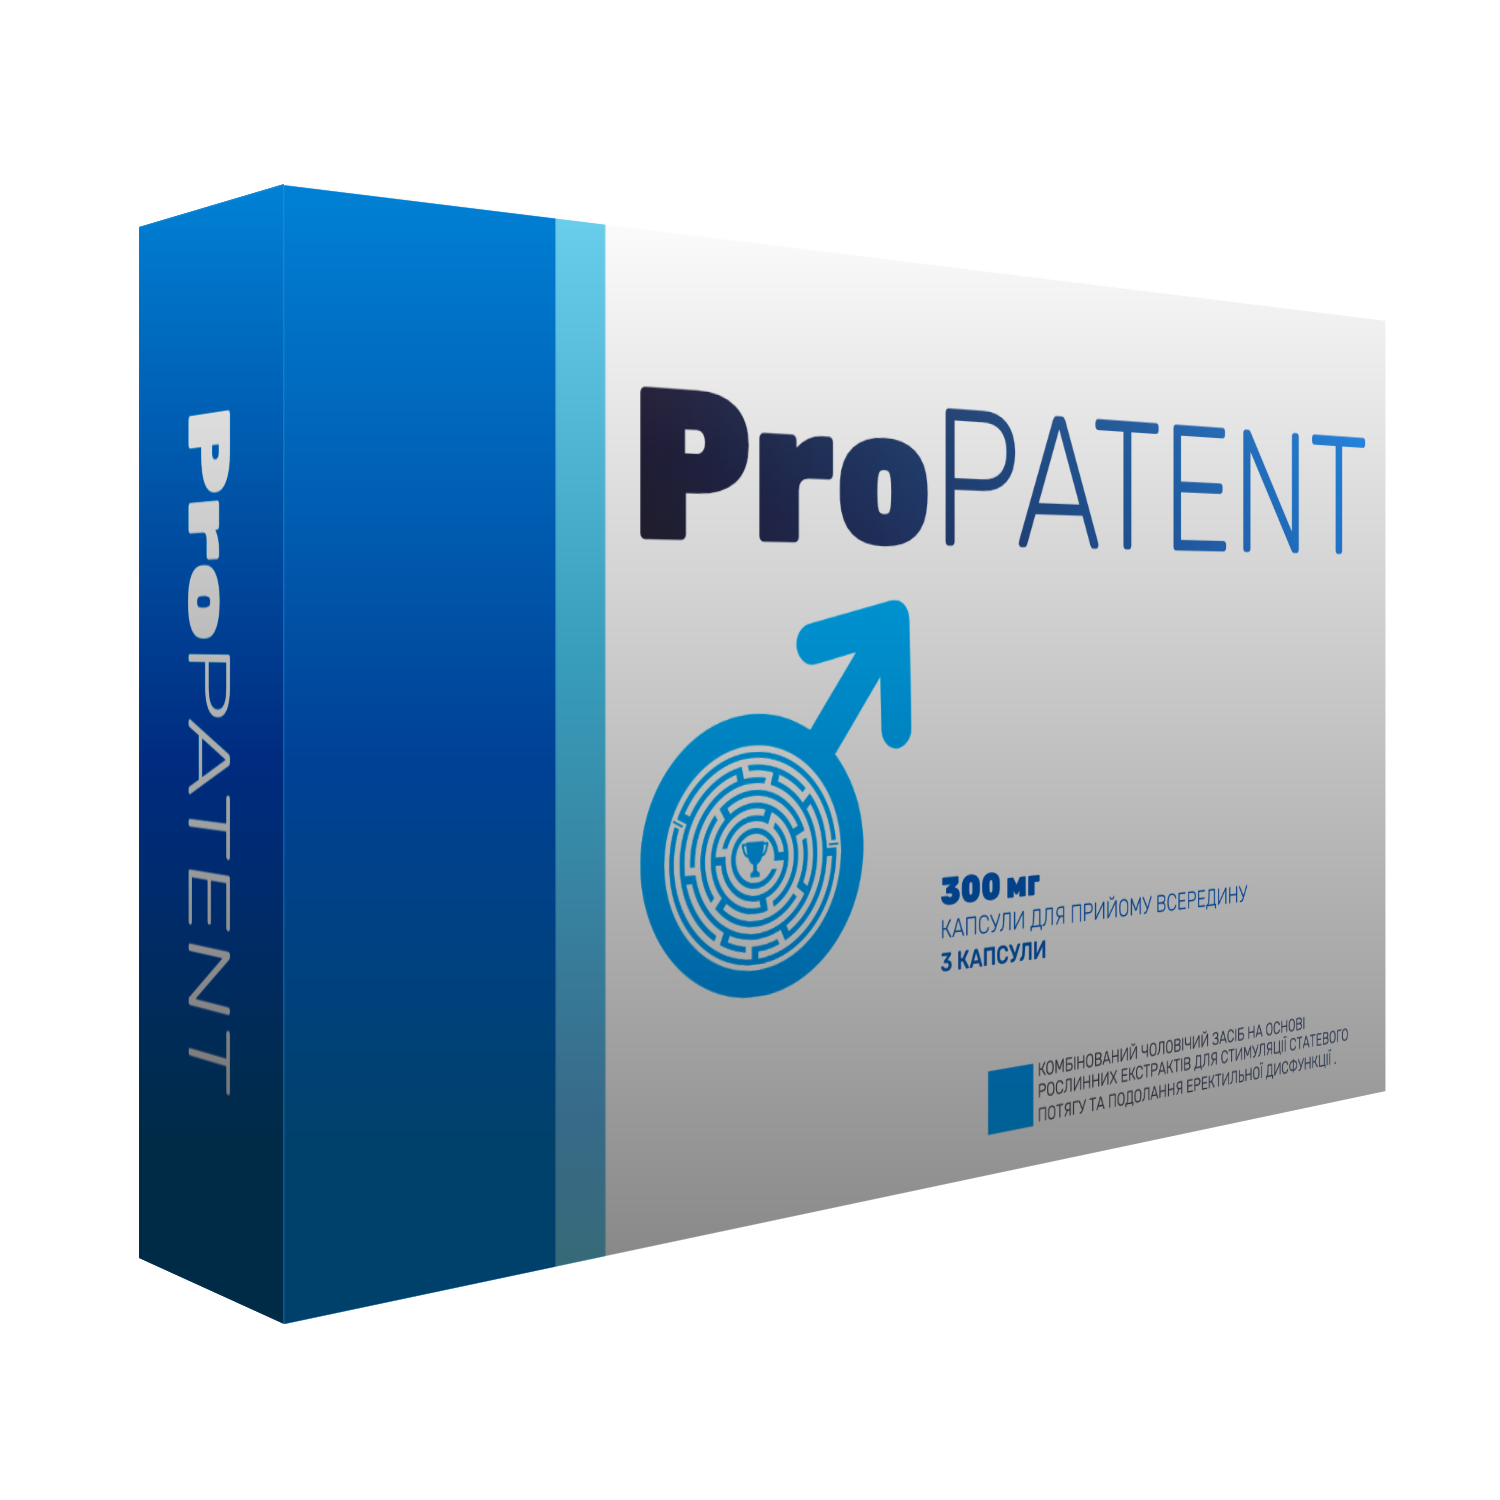 ProPATENT
ProPATENT
300 мг
КАПСУЛИ ДЛЯ ПРИЙОМУ ВСЕРЕДИНУ
3 КАПСУЛИ
КОМБІНОВАНИЙ ЧОЛОВІЧИЙ ЗАСІБ НА ОСНОВІ
РОСЛИННИХ ЕКСТРАКТІВ ДЛЯ СТИМУЛЯЦІЇ СТАТЕВОГО
ПОТЯГУ ТА ПОДОЛАННЯ ЕРЕКТИЛЬНОЇ ДИСФУНКЦІЇ .